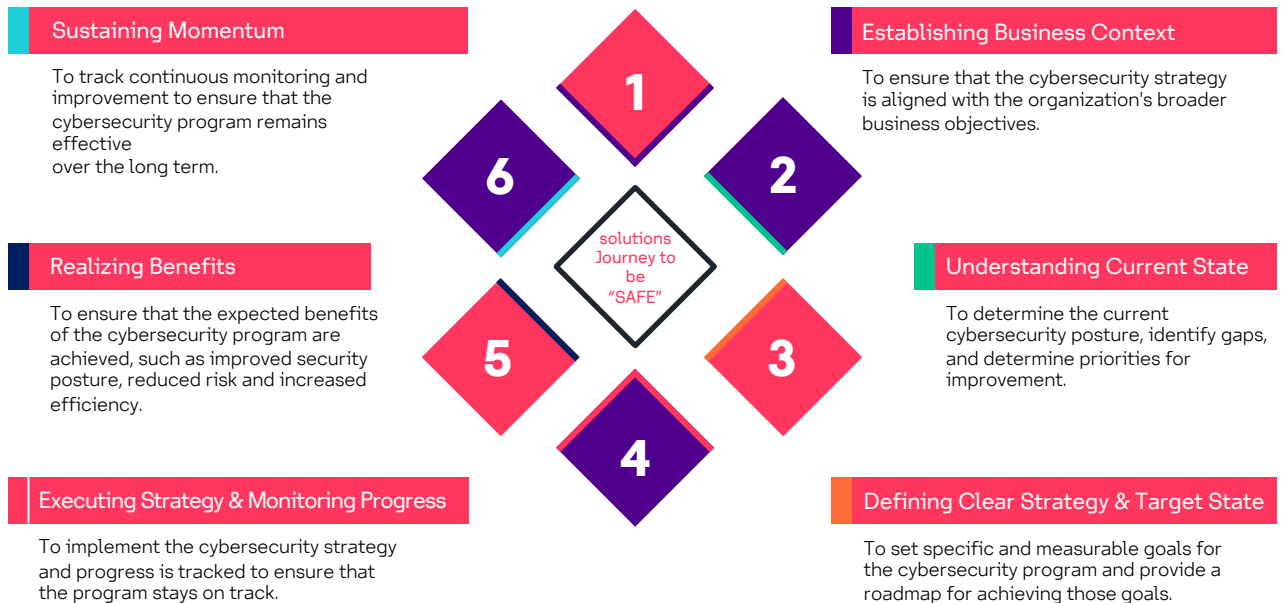 Sustaining Momentum
To track continuous monitoring and
improvement to ensure that the
cybersecurity program remains
effective
over the long term.
Realizing Benefits
To ensure that the expected benefits
of the cybersecurity program are
achieved, such as improved security
posture, reduced risk and increased
efficiency.
Executing Strategy & Monitoring Progress
To implement the cybersecurity strategy
and progress is tracked to ensure that
the program stays on track.
1
2
3
4
5
6
solutions
Journey to
be
“SAFE”
Establishing Business Context
To ensure that the cybersecurity strategy
is aligned with the organization's broader
business objectives.
Understanding Current State
To determine the current
cybersecurity posture, identify gaps,
and determine priorities for
improvement.
Defining Clear Strategy & Target State
To set specific and measurable goals for
the cybersecurity program and provide a
roadmap for achieving those goals.